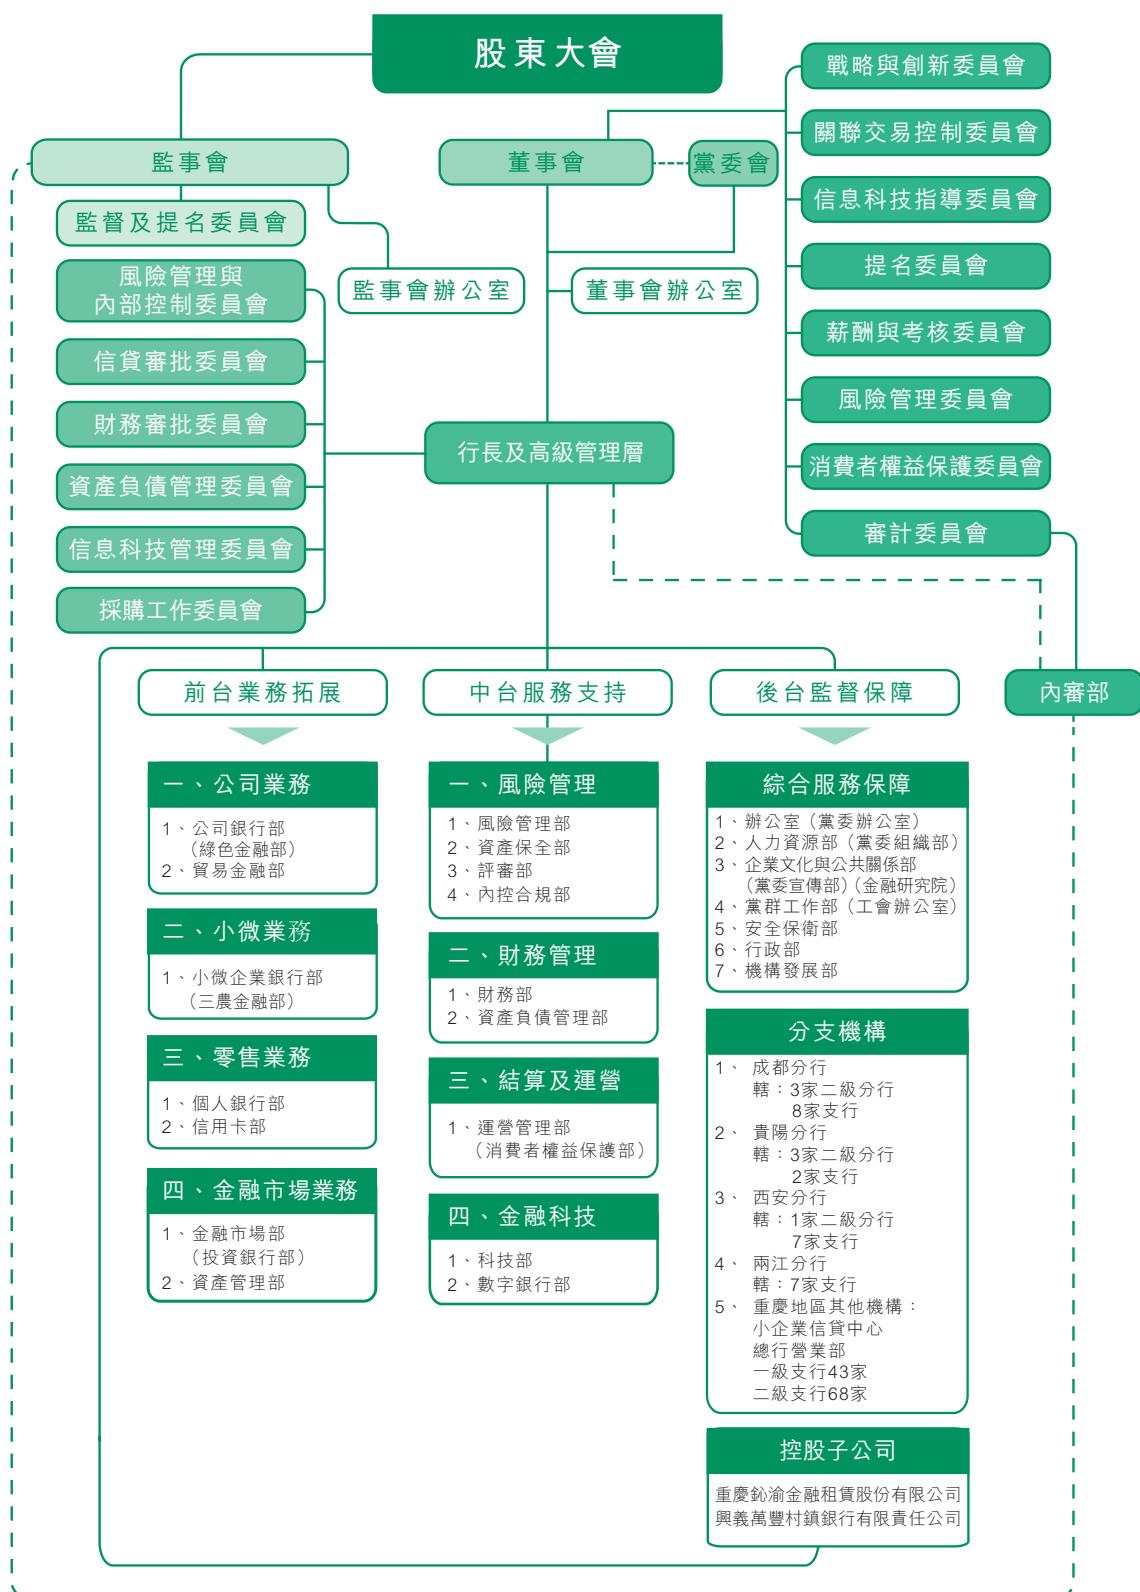 股東大會
監事會
董事會
黨委會
戰略與創新委員會
關聯交易控制委員會
信息科技指導委員會
提名委員會
薪酬與考核委員會
風險管理委員會
消費者權益保護委員會
審計委員會
監督及提名委員會
監事會辦公室
董事會辦公室
風險管理與
內部控制委員會
信貸審批委員會
財務審批委員會
資產負債管理委員會
信息科技管理委員會
採購工作委員會
行長及高級管理層
前台業務拓展
中台服務支持
後台監督保障
內審部
一、公司業務
1、公司銀行部
(綠色金融部)
2、貿易金融部
二、小微業務
1、小微企業銀行部
(三農金融部)
三、零售業務
1、個人銀行部
2、信用卡部
四、金融市場業務
1、金融市場部
(投資銀行部)
2、資產管理部
一、風險管理
1、風險管理部
2、資產保全部
3、評審部
4、內控合規部
二、財務管理
1、財務部
2、資產負債管理部
三、結算及運營
1、運營管理部
(消費者權益保護部)
四、金融科技
1、科技部
2、數字銀行部
綜合服務保障
1、辦公室(黨委辦公室)
2、人力資源部(黨委組織部)
3、企業文化與公共關係部
(黨委宣傳部)(金融研究院)
4、黨群工作部(工會辦公室)
5、安全保衛部
6、行政部
7、機構發展部
分支機構
1、成都分行
轄：3家二級分行
8家支行
2、貴陽分行
轄：3家二級分行
2家支行
3、西安分行
轄：1家二級分行
7家支行
4、兩江分行
轄：7家支行
5、重慶地區其他機構：
小企業信貸中心
總行營業部
一級支行43家
二級支行68家
控股子公司
重慶鈊渝金融租賃股份有限公司
興義萬豐村鎮銀行有限責任公司